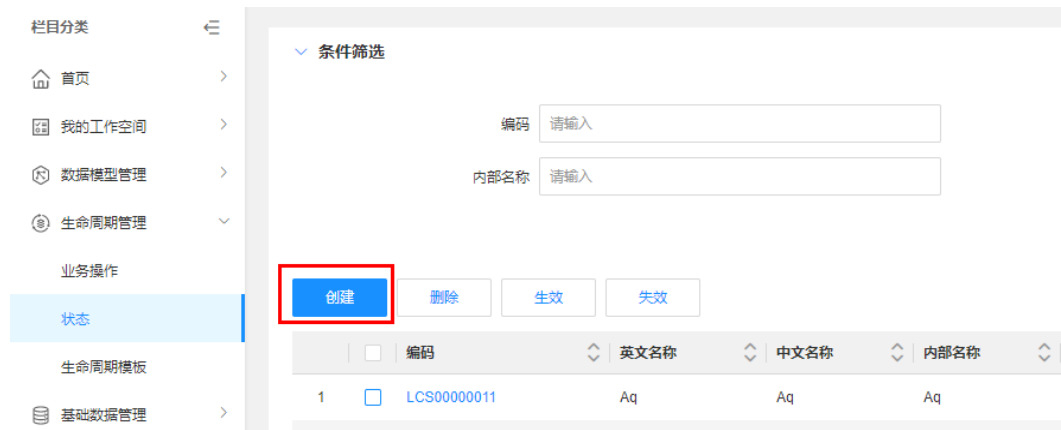 栏目分类
首页
我的工作空间
数据模型管理
生命周期管理
业务操作
状态
生命周期模板
基础数据管理
条件筛选
编码 请输入
内部名称 请输入
创建 删除 生效 失效
编码 英文名称 中文名称 内部名称
1 LCS00000011 Aq Aq Aq